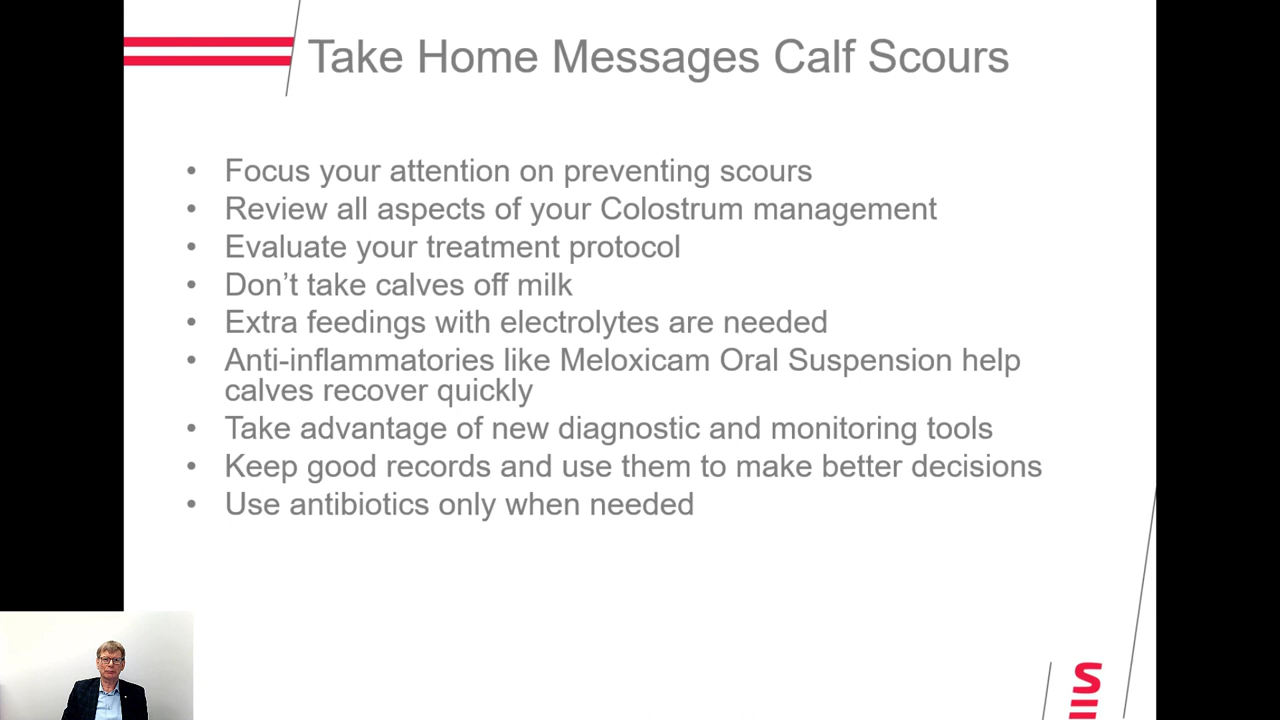 Take Home Messages Calf Scours
• Focus your attention on preventing scours
• Review all aspects of your Colostrum management
• Evaluate your treatment protocol
• Don’t take calves off milk
• Extra feedings with electrolytes are needed
• Anti-inflammatories like Meloxicam Oral Suspension help
calves recover quickly
• Take advantage of new diagnostic and monitoring tools
• Keep good records and use them to make better decisions
• Use antibiotics only when needed
S